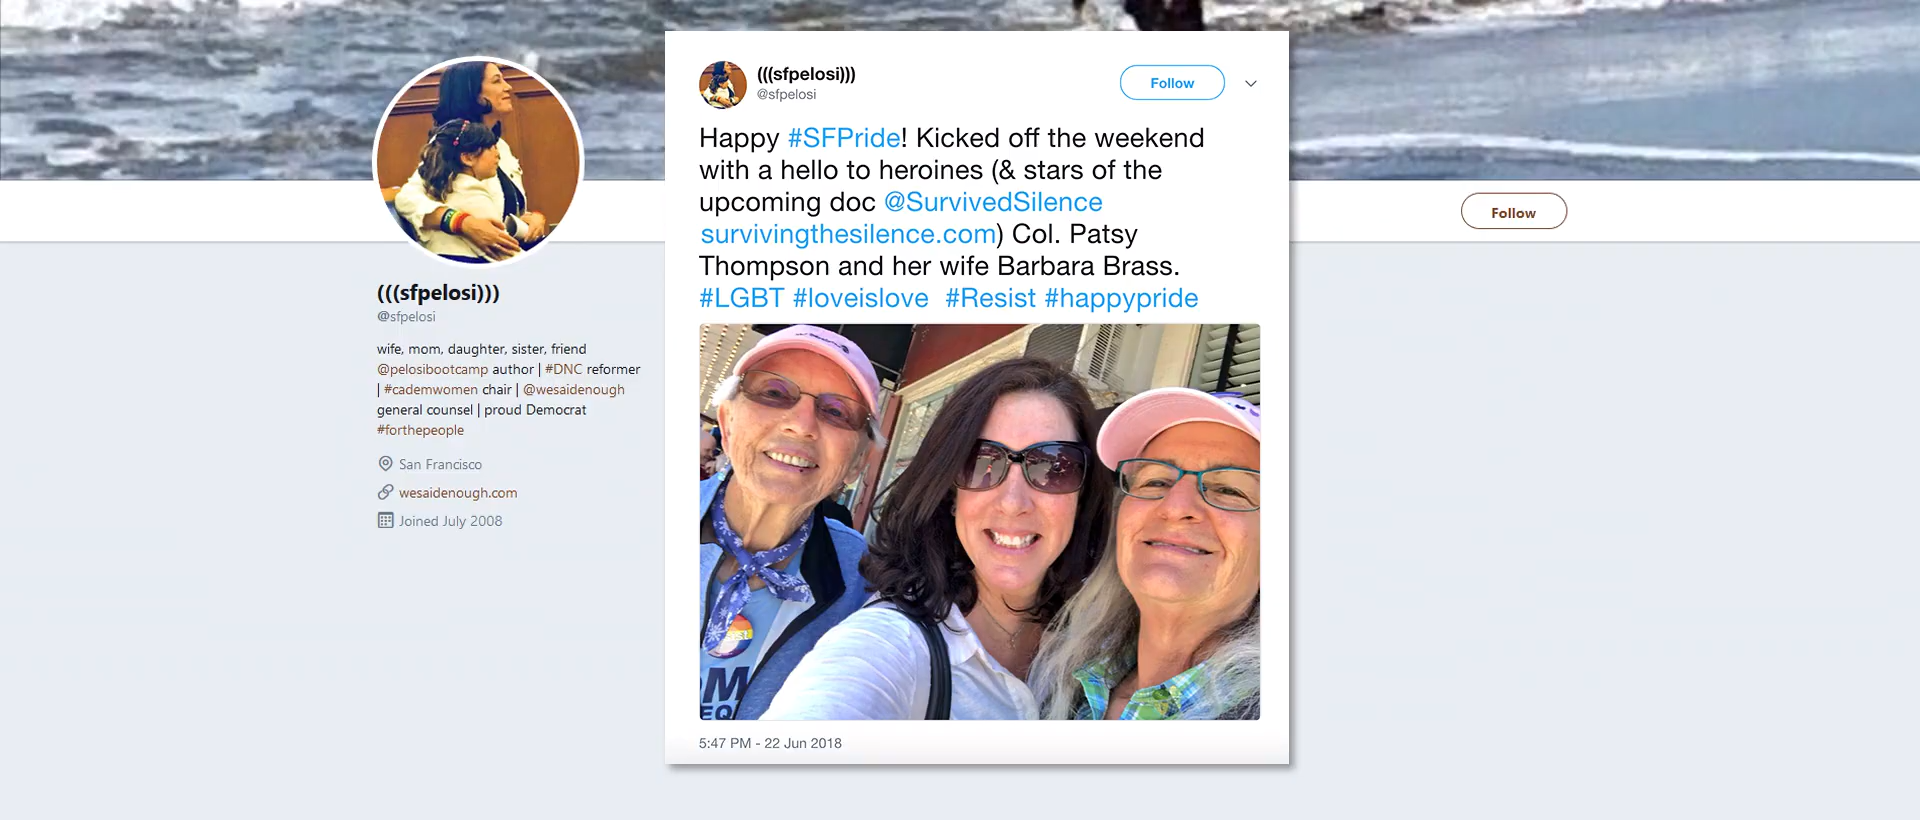 (((sfpelosi)))
@sfpelosi
wife, mom, daughter, sister, friend
@pelosibootcamp author | #DNC reformer
| #cademwomen chair | @wesaidenough
general counsel | proud Democrat
#forthepeople
San Francisco
wesaidenough.com
Joined July 2008
(((sfpelosi)))
@sfpelosi
Follow
Happy #SFPride! Kicked off the weekend
with a hello to heroines (& stars of the
upcoming doc @SurvivedSilence
survivingthesilence.com) Col. Patsy
Thompson and her wife Barbara Brass.
#LGBT #loveislove #Resist #happypride
5:47 PM - 22 Jun 2018
Follow